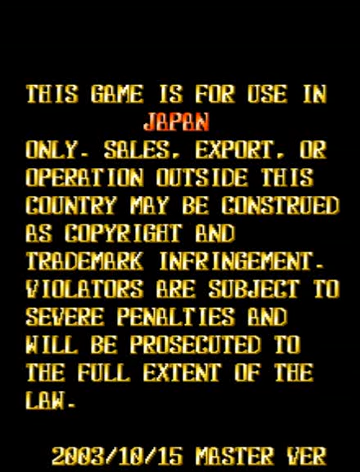 THIS GAME IS FOR USE IN
JAPAN
ONLY. SALES, EXPORT, OR
OPERATION OUTSIDE THIS
COUNTRY MAY BE CONSTRUED
AS COPYRIGHT AND
TRADEMARK INFRINGEMENT.
VIOLATORS ARE SUBJECT TO
SEVERE PENALTIES AND
WILL BE PROSECUTED TO
THE FULL EXTENT OF THE
LAW.
2003/10/15 MASTER VER